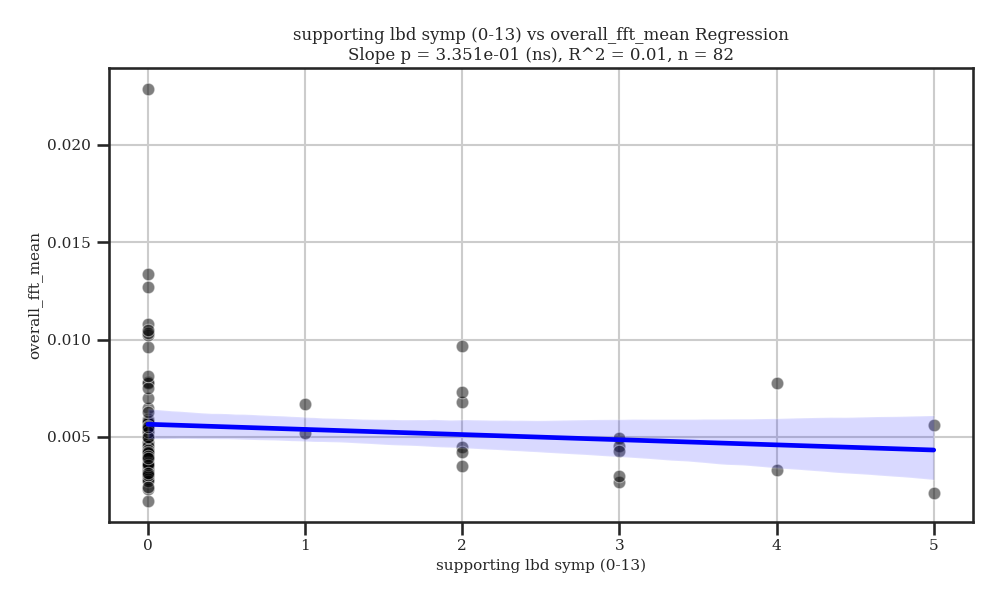 supporting lbd symp (0-13) vs overall_fft_mean Regression
Slope p = 3.351e-01 (ns), R^2 = 0.01, n = 82
0.020
0.015
0.010
0.005
overall_fft_mean
0 1 2 3 4 5
supporting lbd symp (0-13)